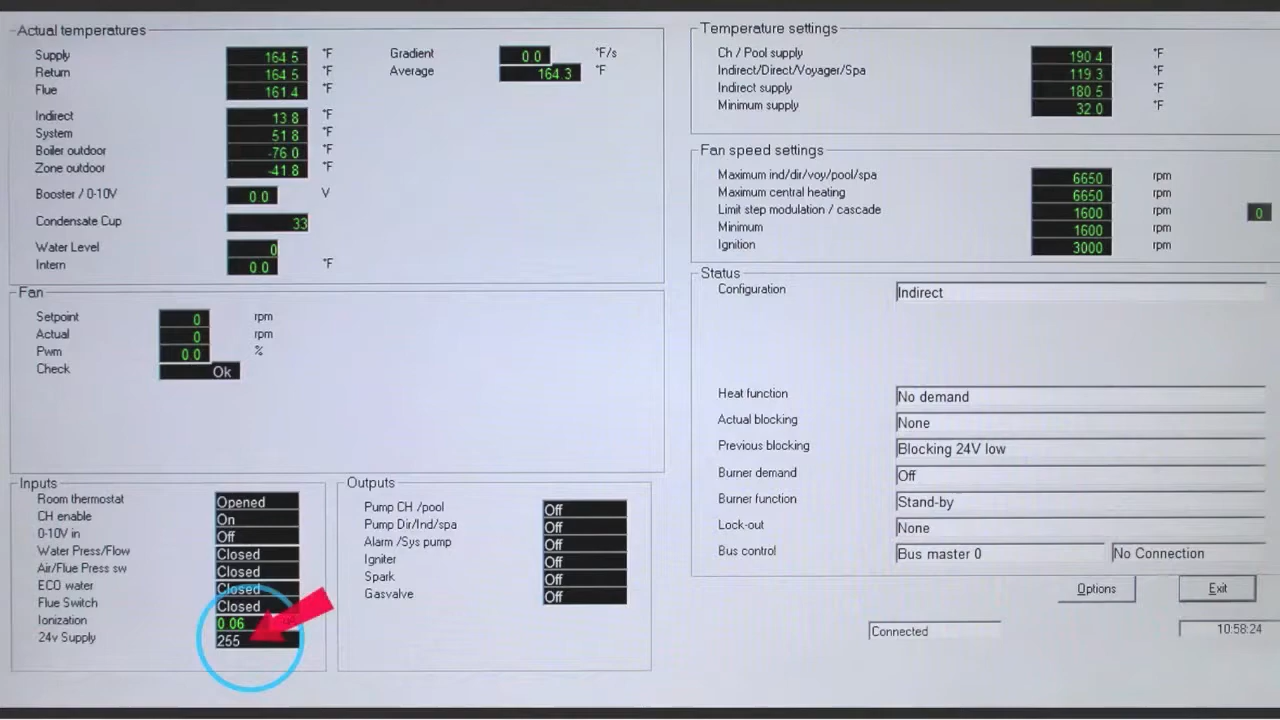 Actual temperatures
Supply 164 5 °F
Return 164 5 °F
Flue 161 4 °F
Gradient 0 0 °F/s
Average 164.3 °F
Indirect 13 8 °F
System 51 8 °F
Boiler outdoor -76 0 °F
Zone outdoor -41 8 °F
Booster / 0-10V 0 0 V
Condensate Cup 33
Water Level 0
Intern 0 0 °F
Fan
Setpoint 0 rpm
Actual 0 rpm
Pwm 0 0 %
Check Ok
Inputs
Room thermostat Opened
CH enable On
0-10V in Off
Water Press/Flow Closed
Air/Flue Press sw Closed
ECO water Closed
Flue Switch Closed
Ionization 0 06
24v Supply 255
Outputs
Pump CH /pool Off
Pump Dir/Ind/spa Off
Alarm /Sys pump Off
Igniter Off
Spark Off
Gasvalve Off
Temperature settings
Ch / Pool supply 190 4 °F
Indirect/Direct/Voyager/Spa 119 3 °F
Indirect supply 180 5 °F
Minimum supply 32 0 °F
Fan speed settings
Maximum ind/dir/voy/pool/spa 6650 rpm
Maximum central heating 6650 rpm
Limit step modulation / cascade 1600 rpm 0
Minimum 1600 rpm
Ignition 3000 rpm
Status
Configuration Indirect
Heat function No demand
Actual blocking None
Previous blocking Blocking 24V low
Burner demand Off
Burner function Stand-by
Lock-out None
Bus control Bus master 0 No Connection
Options Exit
Connected 10:58:24